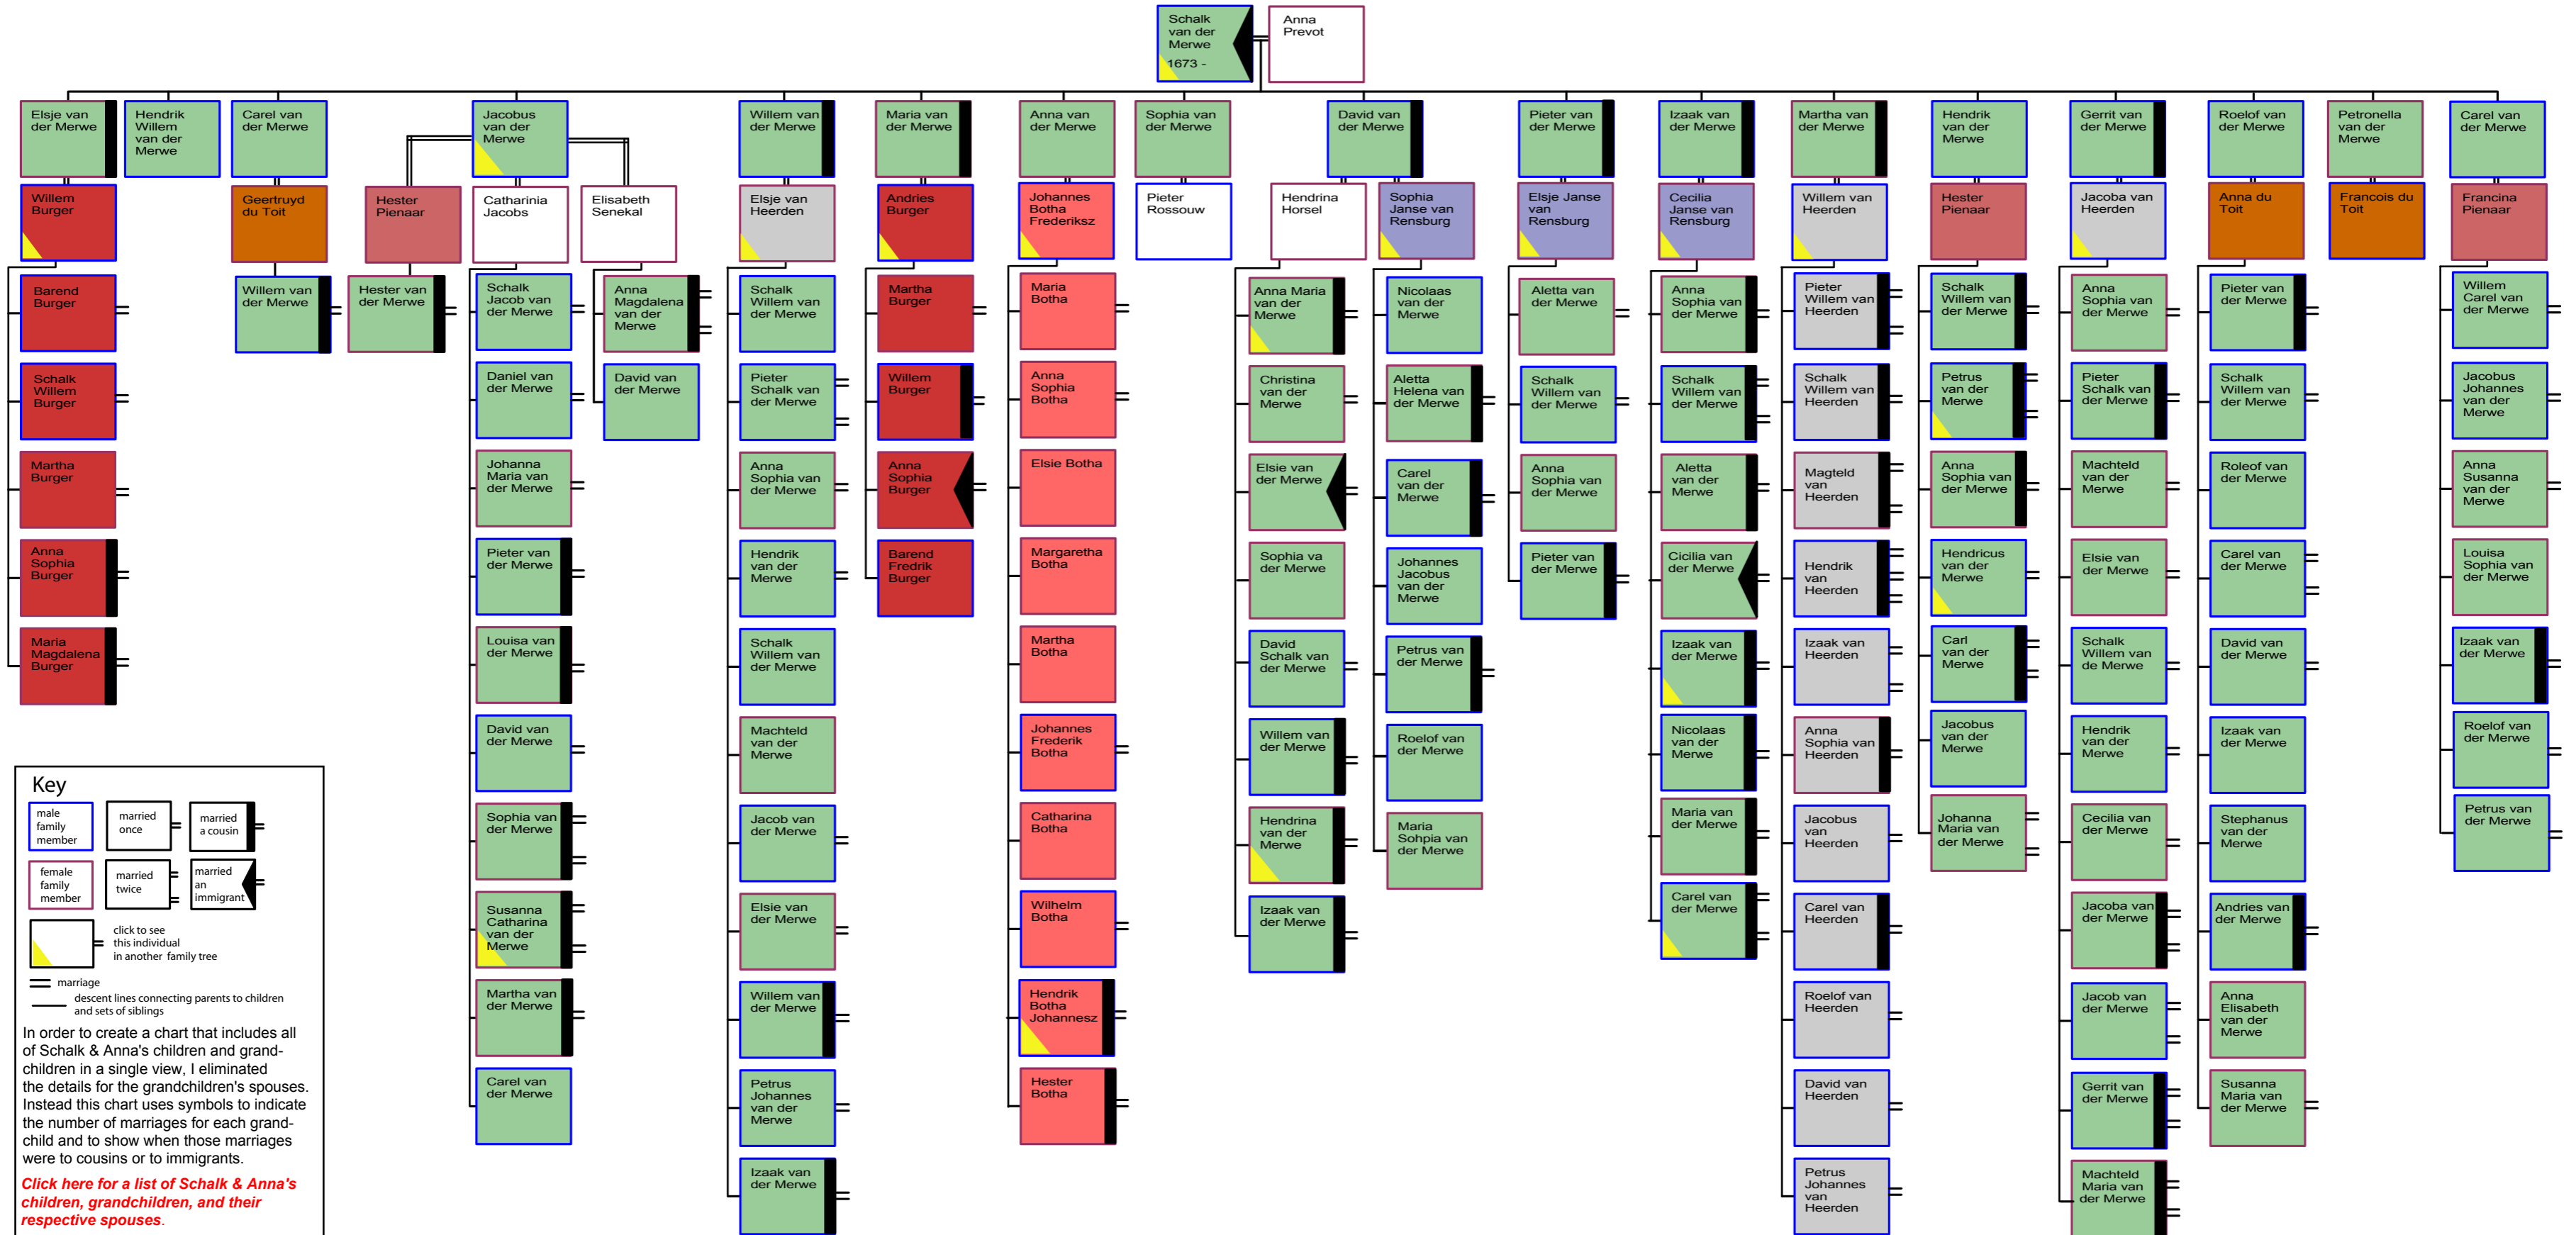 Schalk
van der
Merwe
1673 -
Anna
Prevot
Elsje van
der Merwe
Hendrik
Willem
van der
Merwe
Carel van
der Merwe
Jacobus
van der
Merwe
Willem van
der Merwe
Maria van
der Merwe
Anna van
der Merwe
Sophia van
der Merwe
David van
der Merwe
Pieter van
der Merwe
Izaak van
der Merwe
Martha van
der Merwe
Hendrik
van der
Merwe
Gerrit van
der Merwe
Roelof van
der Merwe
Petronella
van der
Merwe
Carel van
der Merwe
Willem
Burger
Geertruyd
du Toit
Hester
Pienaar
Catharinia
Jacobs
Elisabeth
Senekal
Elsje van
Heerden
Andries
Burger
Johannes
Botha
Frederiksz
Pieter
Rossouw
Hendrina
Horsel
Sophia
Janse van
Rensburg
Elsje Janse
van
Rensburg
Cecilia
Janse van
Rensburg
Willem van
Heerden
Hester
Pienaar
Jacoba van
Heerden
Anna du
Toit
Francois du
Toit
Francina
Pienaar
Barend
Burger
Schalk
Willem
Burger
Martha
Burger
Anna
Sophia
Burger
Maria
Magdalena
Burger
Willem van
der Merwe
Hester van
der Merwe
Schalk
Jacob van
der Merwe
Daniel van
der Merwe
Johanna
Maria van
der Merwe
Pieter van
der Merwe
Louisa van
der Merwe
David van
der Merwe
Sophia van
der Merwe
Susanna
Catharina
van der
Merwe
Martha van
der Merwe
Carel van
der Merwe
Anna
Magdalena
van der
Merwe
David van
der Merwe
Schalk
Willem van
der Merwe
Pieter
Schalk van
der Merwe
Anna
Sophia van
der Merwe
Hendrik
van der
Merwe
Schalk
Willem van
der Merwe
Machteld
van der
Merwe
Jacob van
der Merwe
Elsie van
der Merwe
Willem van
der Merwe
Petrus
Johannes
van der
Merwe
Izaak van
der Merwe
Martha
Burger
Willem
Burger
Anna
Sophia
Burger
Barend
Fredrik
Burger
Maria
Botha
Anna
Sophia
Botha
Elsie Botha
Margaretha
Botha
Martha
Botha
Johannes
Frederik
Botha
Catharina
Botha
Wilhelm
Botha
Hendrik
Botha
Johannesz
Hester
Botha
Anna Maria
van der
Merwe
Christina
van der
Merwe
Elsie van
der Merwe
Sophia va
der Merwe
David
Schalk van
der Merwe
Willem van
der Merwe
Hendrina
van der
Merwe
Izaak van
der Merwe
Nicolaas
van der
Merwe
Aletta
Helena van
der Merwe
Carel
van der
Merwe
Johannes
Jacobus
van der
Merwe
Petrus van
der Merwe
Roelof van
der Merwe
Maria
Sohpia van
der Merwe
Aletta van
der Merwe
Schalk
Willem van
der Merwe
Anna
Sophia van
der Merwe
Pieter van
der Merwe
Anna
Sophia van
der Merwe
Schalk
Willem van
der Merwe
Aletta
van der
Merwe
Cicilia van
der Merwe
Izaak van
der Merwe
Nicolaas
van der
Merwe
Maria van
der Merwe
Carel van
der Merwe
Pieter
Willem van
Heerden
Schalk
Willem van
Heerden
Magteld
van
Heerden
Hendrik
van
Heerden
Izaak van
Heerden
Anna
Sophia van
Heerden
Jacobus
van
Heerden
Carel van
Heerden
Roelof van
Heerden
David van
Heerden
Petrus
Johannes
van
Heerden
Schalk
Willem van
der Merwe
Petrus
van der
Merwe
Anna
Sophia van
der Merwe
Hendricus
van der
Merwe
Carl
van der
Merwe
Jacobus
van der
Merwe
Johanna
Maria van
der Merwe
Anna
Sophia van
der Merwe
Pieter
Schalk van
der Merwe
Machteld
van der
Merwe
Elsie van
der Merwe
Schalk
Willem van
de Merwe
Hendrik
van der
Merwe
Cecilia van
der Merwe
Jacoba van
der Merwe
Jacob van
der Merwe
Gerrit van
der Merwe
Machteld
Maria van
der Merwe
Pieter van
der Merwe
Schalk
Willem van
der Merwe
Roleof van
der Merwe
Carel van
der Merwe
David van
der Merwe
Izaak van
der Merwe
Stephanus
van der
Merwe
Andries van
der Merwe
Anna
Elisabeth
van der
Merwe
Susanna
Maria van
der Merwe
Willem
Carel van
der Merwe
Jacobus
Johannes
van der
Merwe
Anna
Susanna
van der
Merwe
Louisa
Sophia van
der Merwe
Izaak van
der Merwe
Roelof van
der Merwe
Petrus van
der Merwe
Key
male
family
member
married
once
married
a cousin
female
family
member
married
twice
married
an
immigrant
click to see
this individual
in another family tree
marriage
descent lines connecting parents to children
and sets of siblings
In order to create a chart that includes all
of Schalk & Anna's children and grand-
children in a single view, I eliminated
the details for the grandchildren's spouses.
Instead this chart uses symbols to indicate
the number of marriages for each grand-
child and to show when those marriages
were to cousins or to immigrants.
Click here for a list of Schalk & Anna's
children, grandchildren, and their
respective spouses.